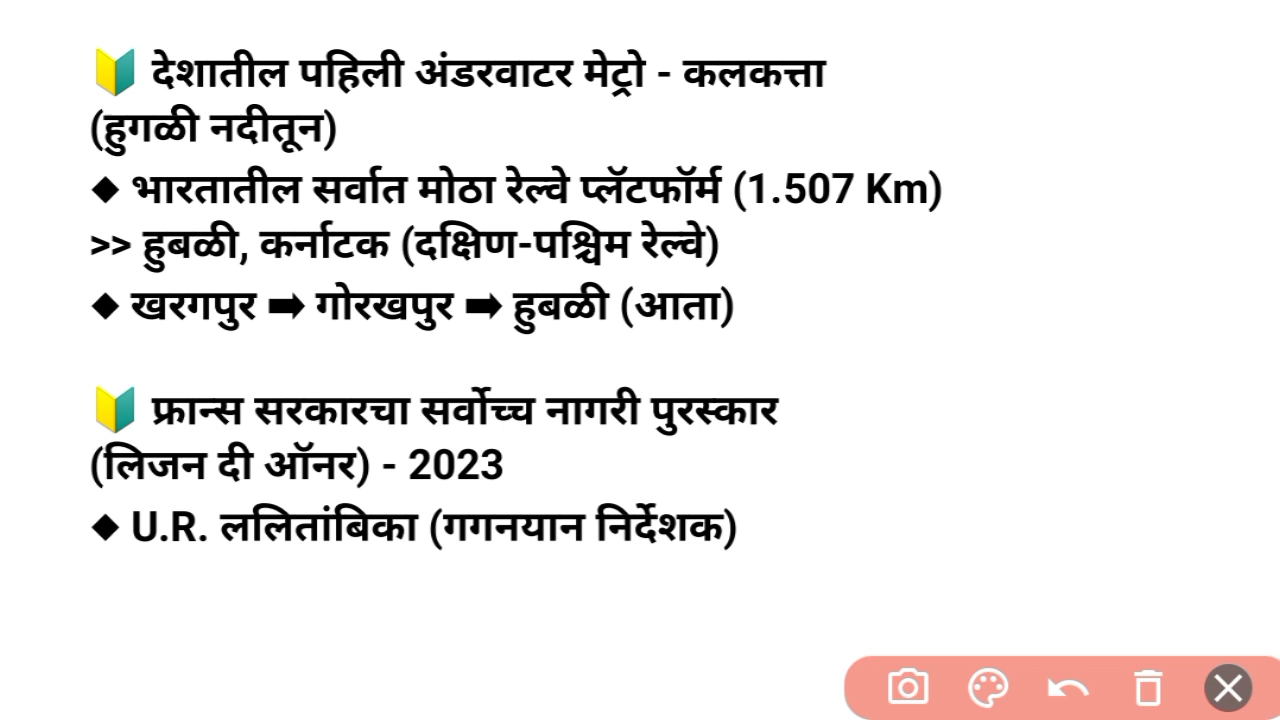 🔰 देशातील पहिली अंडरवाटर मेट्रो - कलकत्ता
(हुगळी नदीतून)
◆ भारतातील सर्वात मोठा रेल्वे प्लॅटफॉर्म (1.507 Km)
>> हुबळी, कर्नाटक (दक्षिण-पश्चिम रेल्वे)
◆ खरगपुर ➡ गोरखपुर ➡ हुबळी (आता)
🔰 फ्रान्स सरकारचा सर्वोच्च नागरी पुरस्कार
(लिजन दी ऑनर) - 2023
◆ U.R. ललितांबिका (गगनयान निर्देशक)